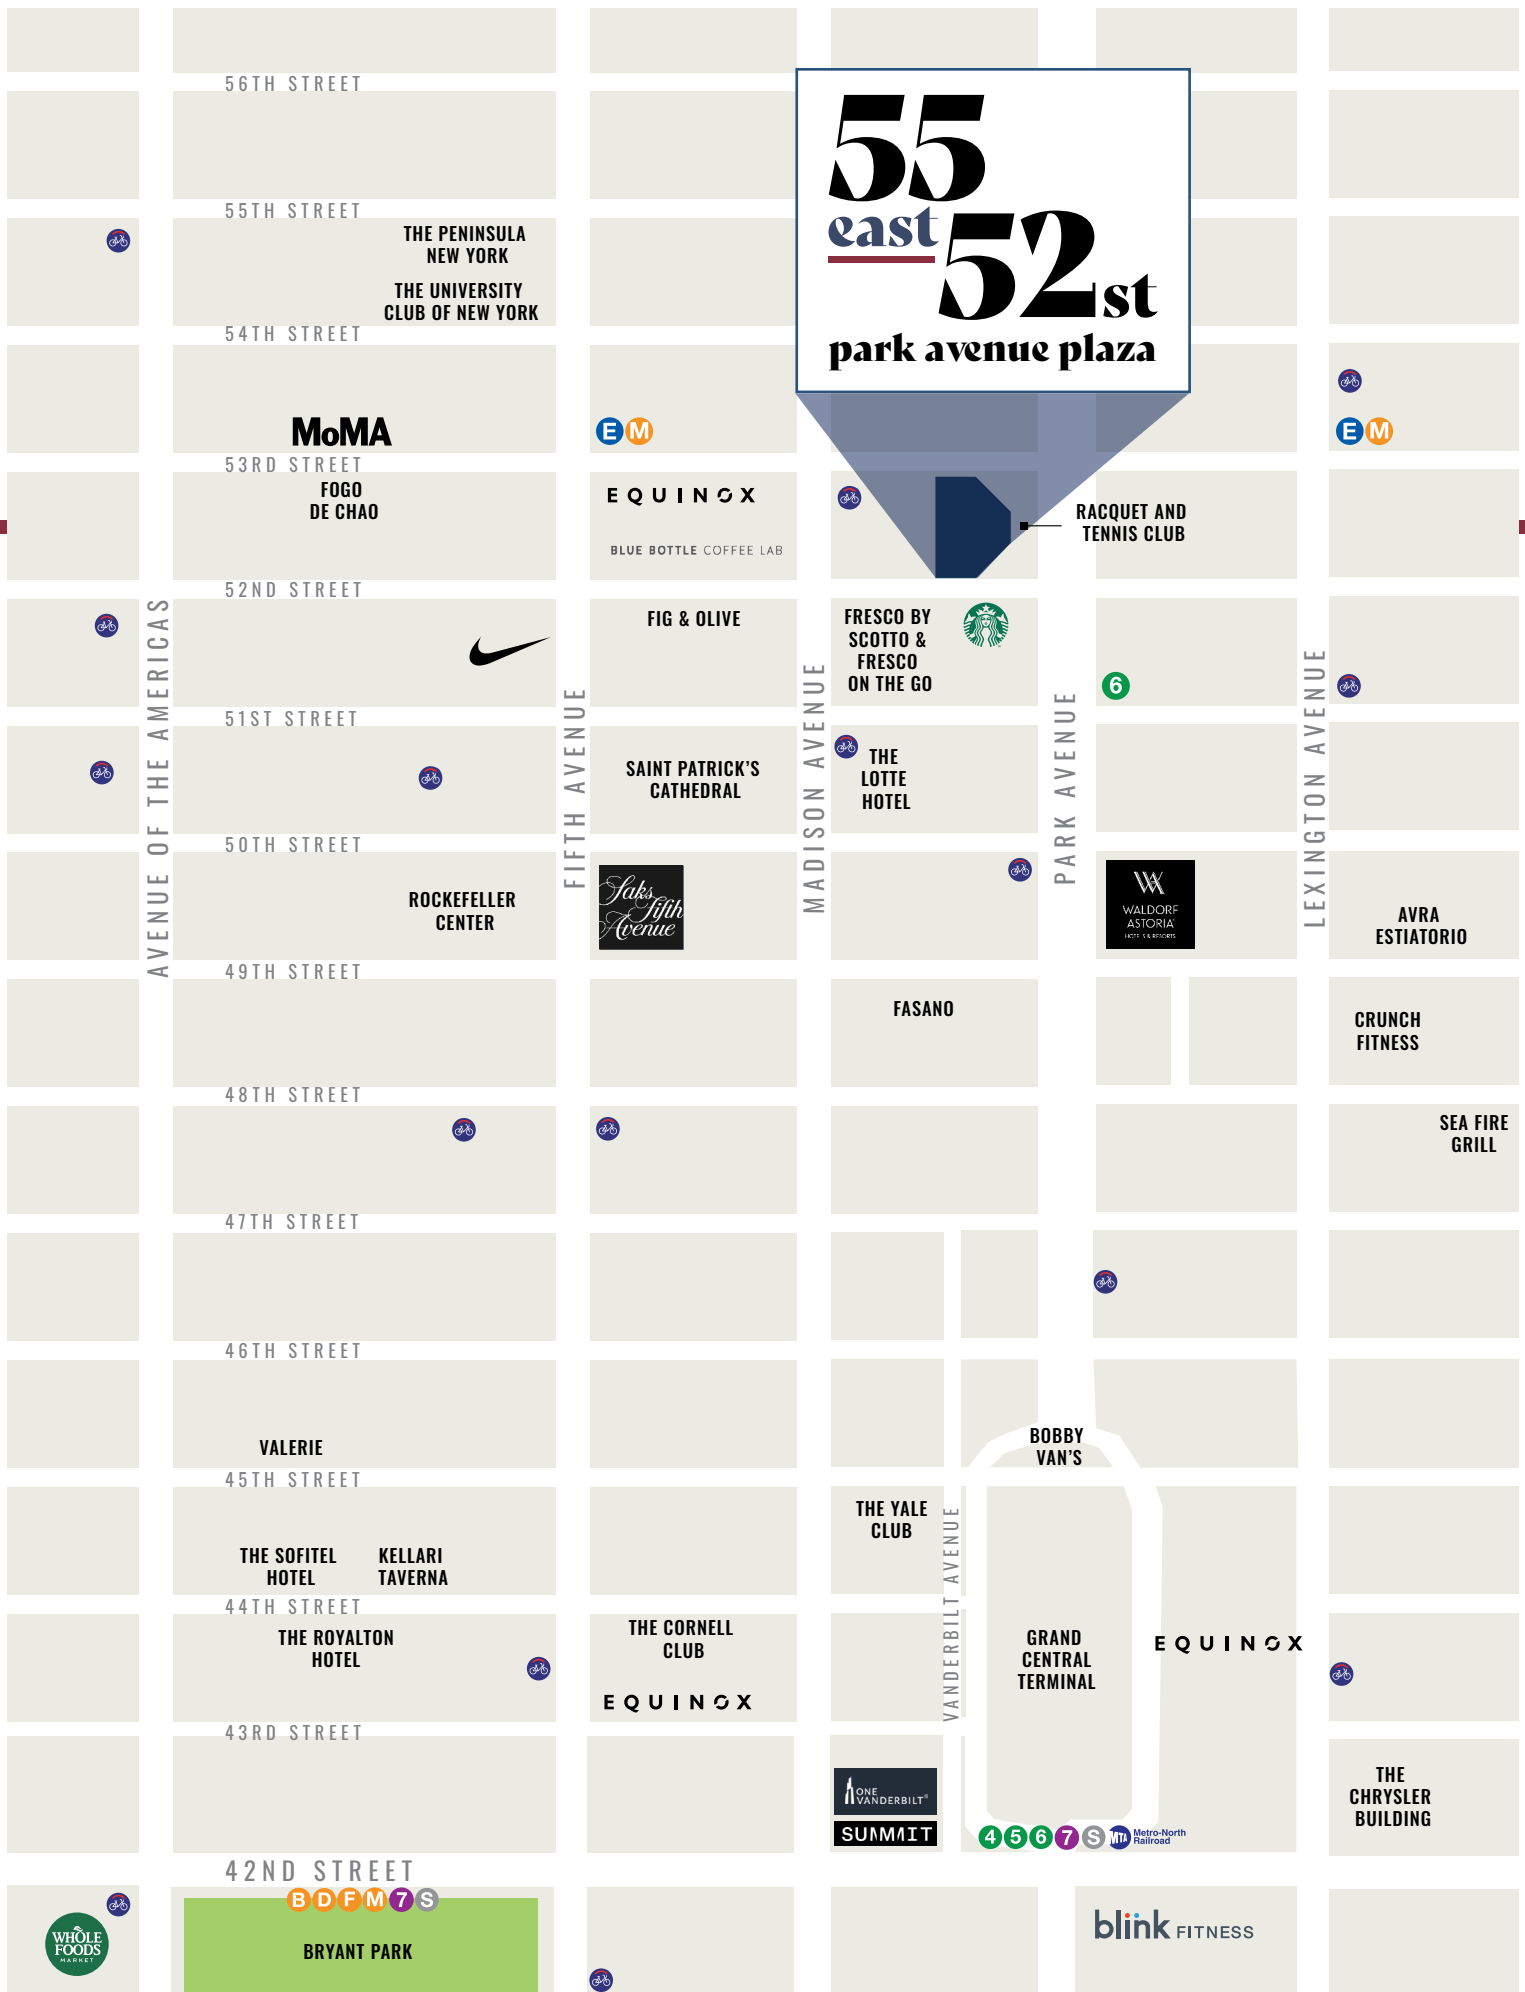 56TH STREET
55
east
52st
park avenue plaza
55TH STREET
THE PENINSULA
NEW YORK
THE UNIVERSITY
CLUB OF NEW YORK
54TH STREET
MoMA
E M
E M
53RD STREET
FOGO
DE CHAO
EQUINOX
BLUE BOTTLE COFFEE LAB
RACQUET AND
TENNIS CLUB
52ND STREET
FIG & OLIVE
FRESCO BY
SCOTTO &
FRESCO
ON THE GO
6
51ST STREET
AVENUE OF THE AMERICAS
FIFTH AVENUE
MADISON AVENUE
PARK AVENUE
LEXINGTON AVENUE
SAINT PATRICK'S
CATHEDRAL
THE
LOTTE
HOTEL
50TH STREET
ROCKEFELLER
CENTER
Saks
fifth
Avenue
WALDORF
ASTORIA
HOTELS & RESORTS
AVRA
ESTIATORIO
49TH STREET
FASANO
CRUNCH
FITNESS
48TH STREET
SEA FIRE
GRILL
47TH STREET
46TH STREET
VALERIE
BOBBY
VAN'S
45TH STREET
THE YALE
CLUB
VANDERBILT AVENUE
THE SOFITEL
HOTEL
KELLARI
TAVERNA
44TH STREET
THE ROYALTON
HOTEL
THE CORNELL
CLUB
EQUINOX
GRAND
CENTRAL
TERMINAL
EQUINOX
43RD STREET
ONE
VANDERBILT
SUMMIT
THE
CHRYSLER
BUILDING
4 5 6 7 S MTA Metro-North
Railroad
42ND STREET
B D F M 7 S
WHOLE
FOODS
MARKET
BRYANT PARK
blink FITNESS